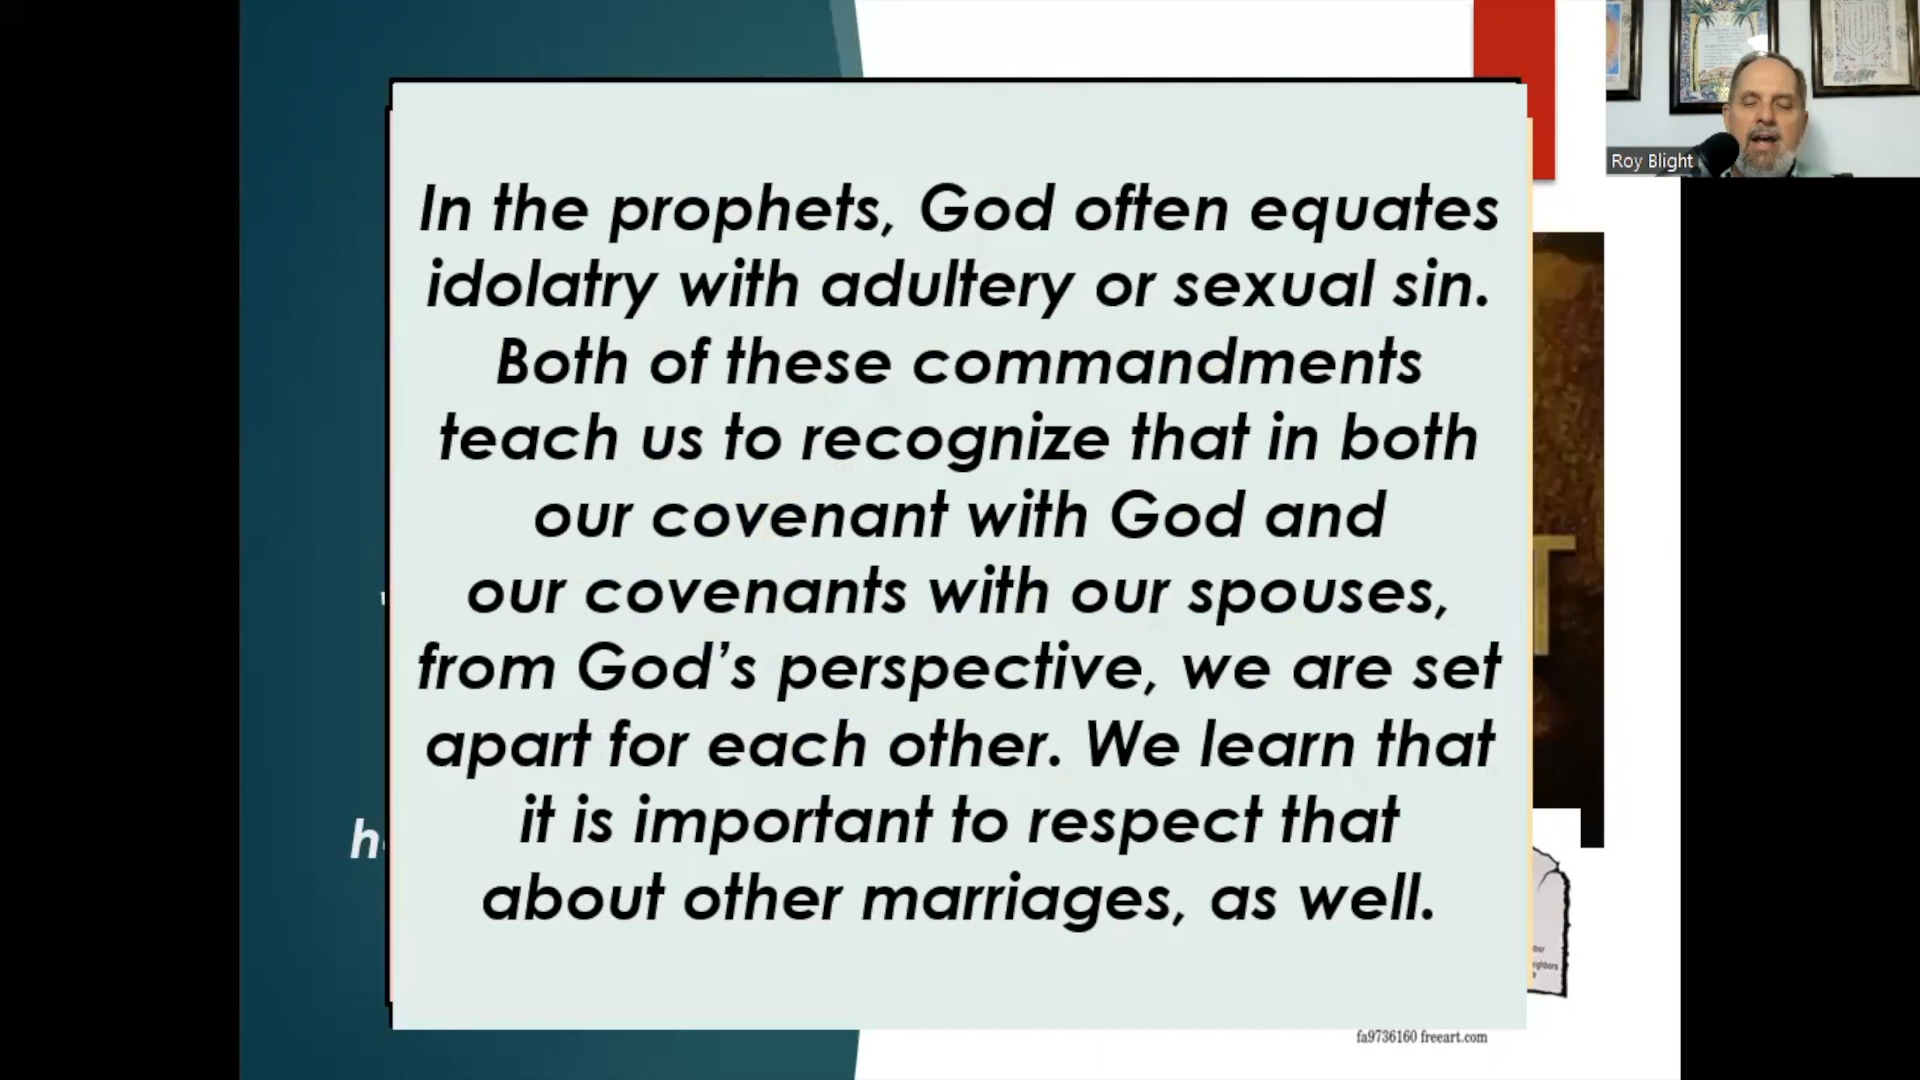 Roy Blight
In the prophets, God often equates
idolatry with adultery or sexual sin.
Both of these commandments
teach us to recognize that in both
our covenant with God and
our covenants with our spouses,
from God's perspective, we are set
apart for each other. We learn that
it is important to respect that
about other marriages, as well.
fa9736160 freeart.com